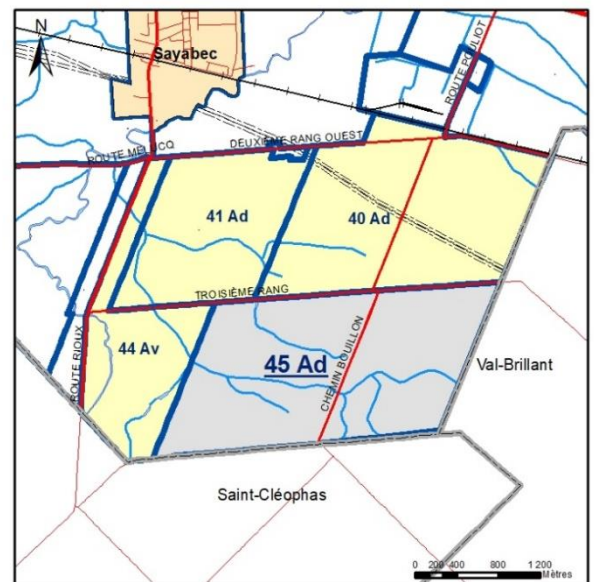 N
Sayabec
ROUTE POULIOT
ROUTE MELUCQ
DEUXIÈME RANG OUEST
41 Ad
40 Ad
TROISIÈME RANG
44 Av
45 Ad
CHEMIN BOUILLON
ROUTE RIOUX
Val-Brillant
Saint-Cléophas
0 200 400 800 1 200
Mètres